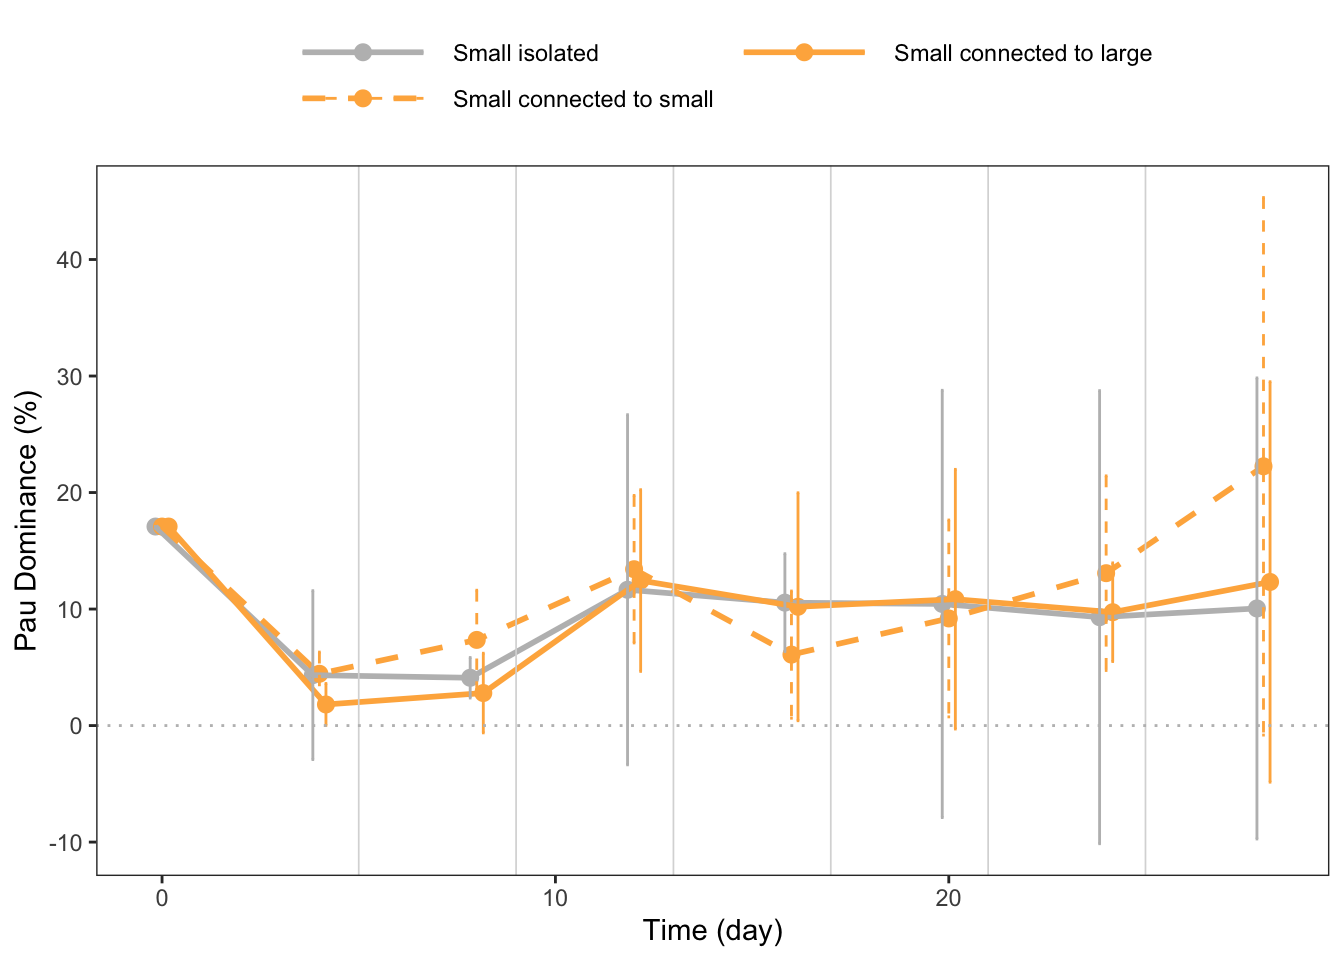 Small isolated
Small connected to large
Small connected to small
Pau Dominance (%)
40
30
20
10
0
-10
0
10
20
Time (day)